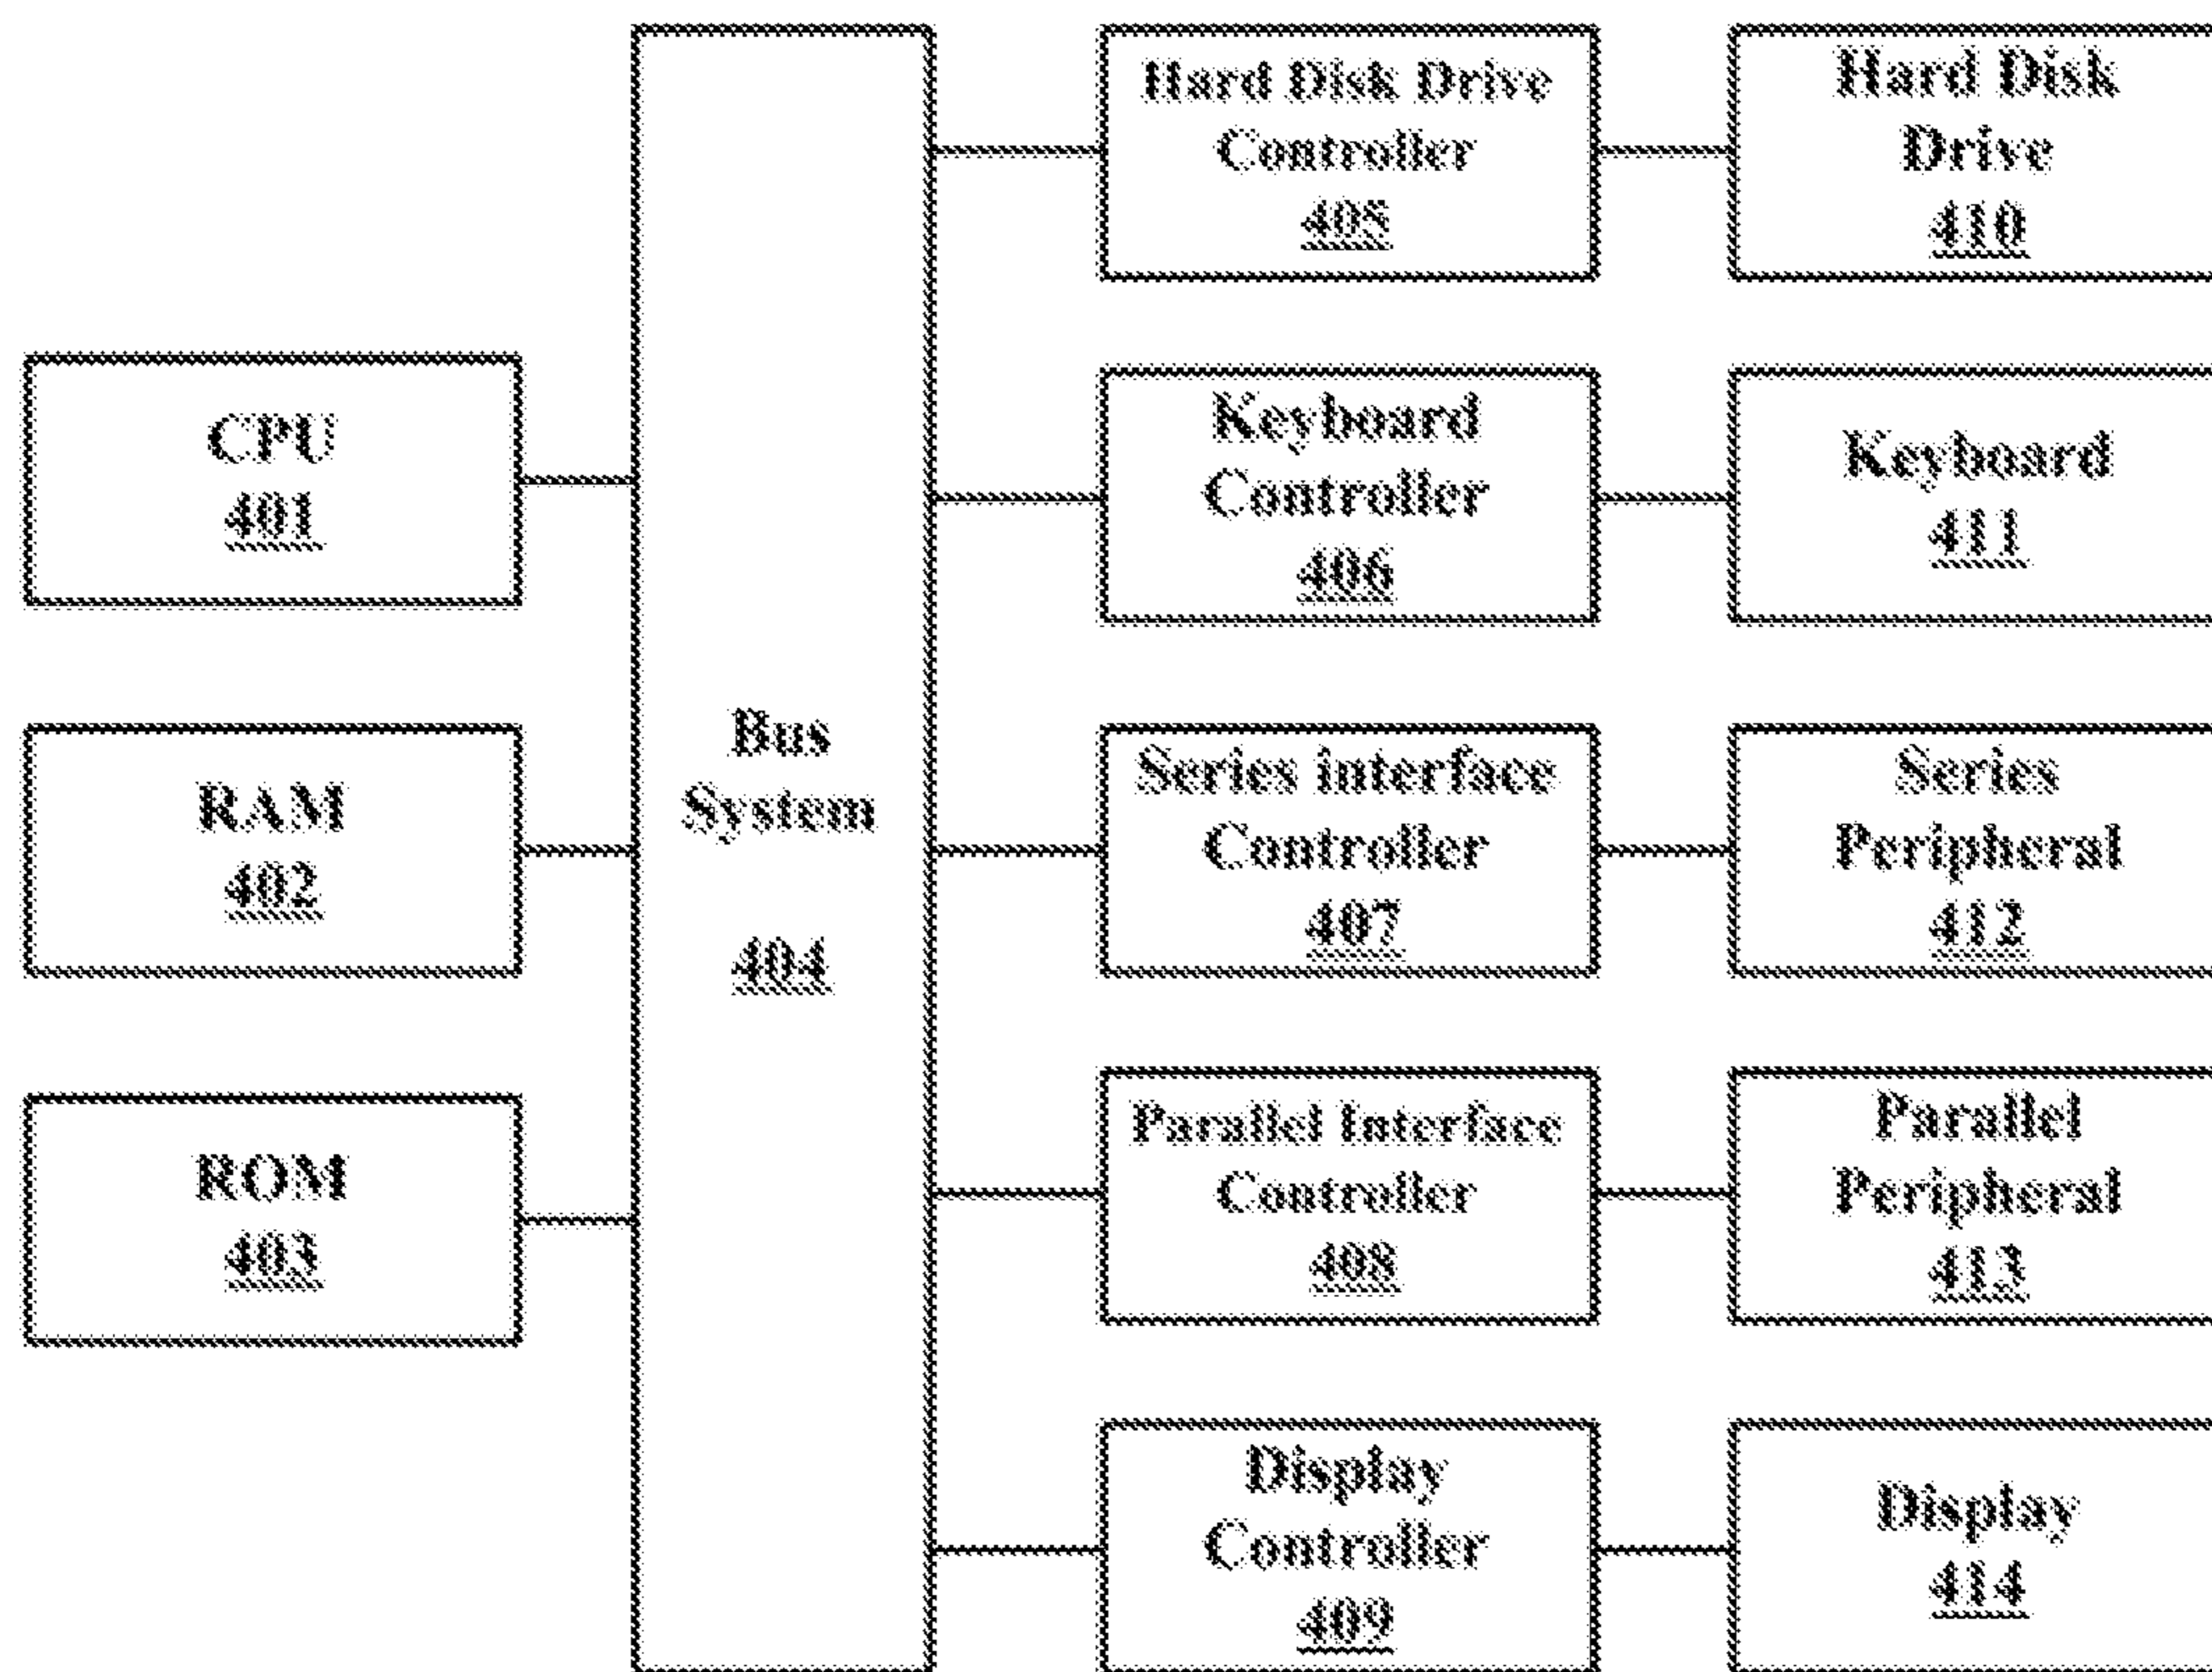 Hard Disk Drive
Controller
405
Hard Disk
Drive
410
CPU
401
Keyboard
Controller
406
Keyboard
411
Bus
System
404
RAM
402
Series interface
Controller
407
Series
Peripheral
412
ROM
403
Parallel Interface
Controller
408
Parallel
Peripheral
413
Display
Controller
409
Display
414